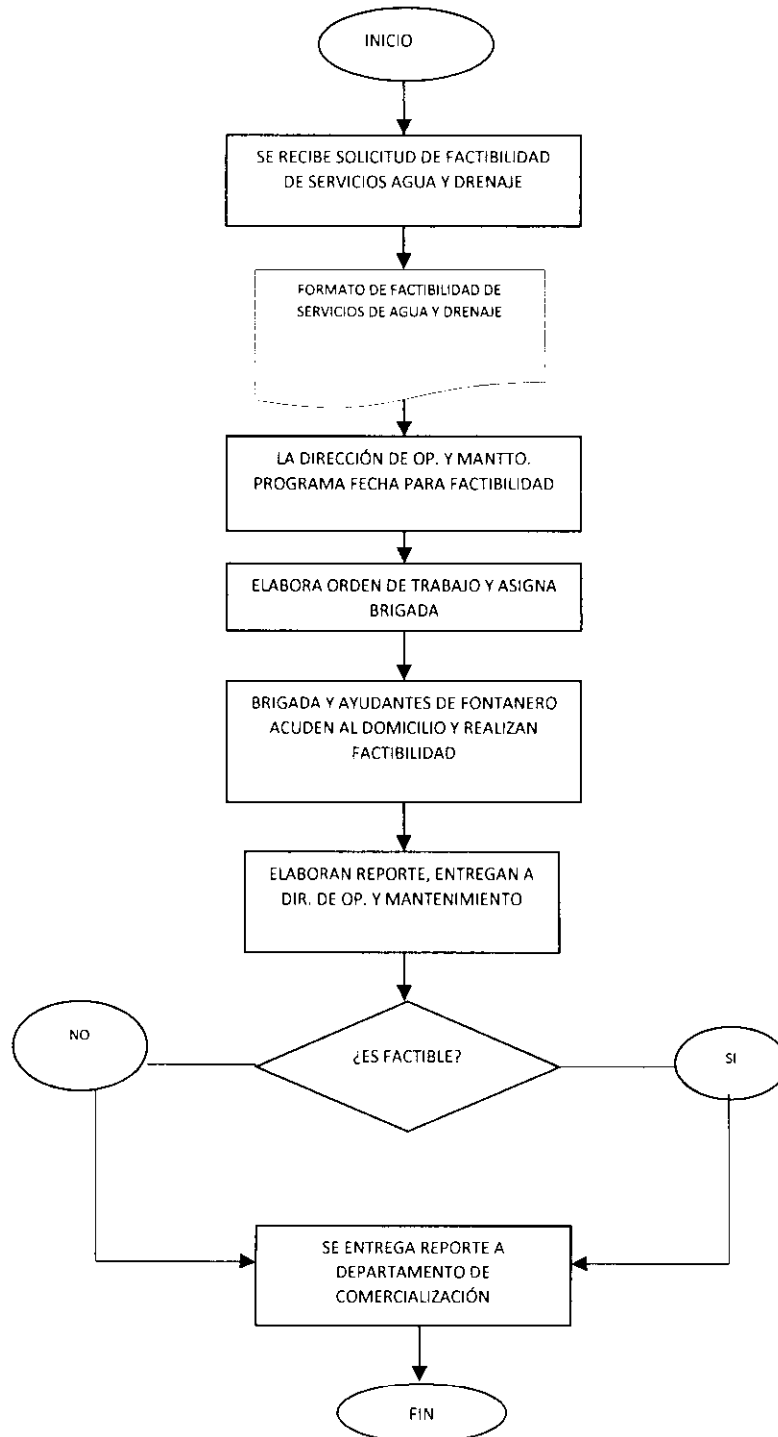 INICIO
SE RECIBE SOLICITUD DE FACTIBILIDAD
DE SERVICIOS AGUA Y DRENAJE
FORMATO DE FACTIBILIDAD DE
SERVICIOS DE AGUA Y DRENAJE
LA DIRECCIÓN DE OP. Y MANTTO.
PROGRAMA FECHA PARA FACTIBILIDAD
ELABORA ORDEN DE TRABAJO Y ASIGNA
BRIGADA
BRIGADA Y AYUDANTES DE FONTANERO
ACUDEN AL DOMICILIO Y REALIZAN
FACTIBILIDAD
ELABORAN REPORTE, ENTREGAN A
DIR. DE OP. Y MANTENIMIENTO
NO
¿ES FACTIBLE?
SI
SE ENTREGA REPORTE A
DEPARTAMENTO DE
COMERCIALIZACIÓN
FIN